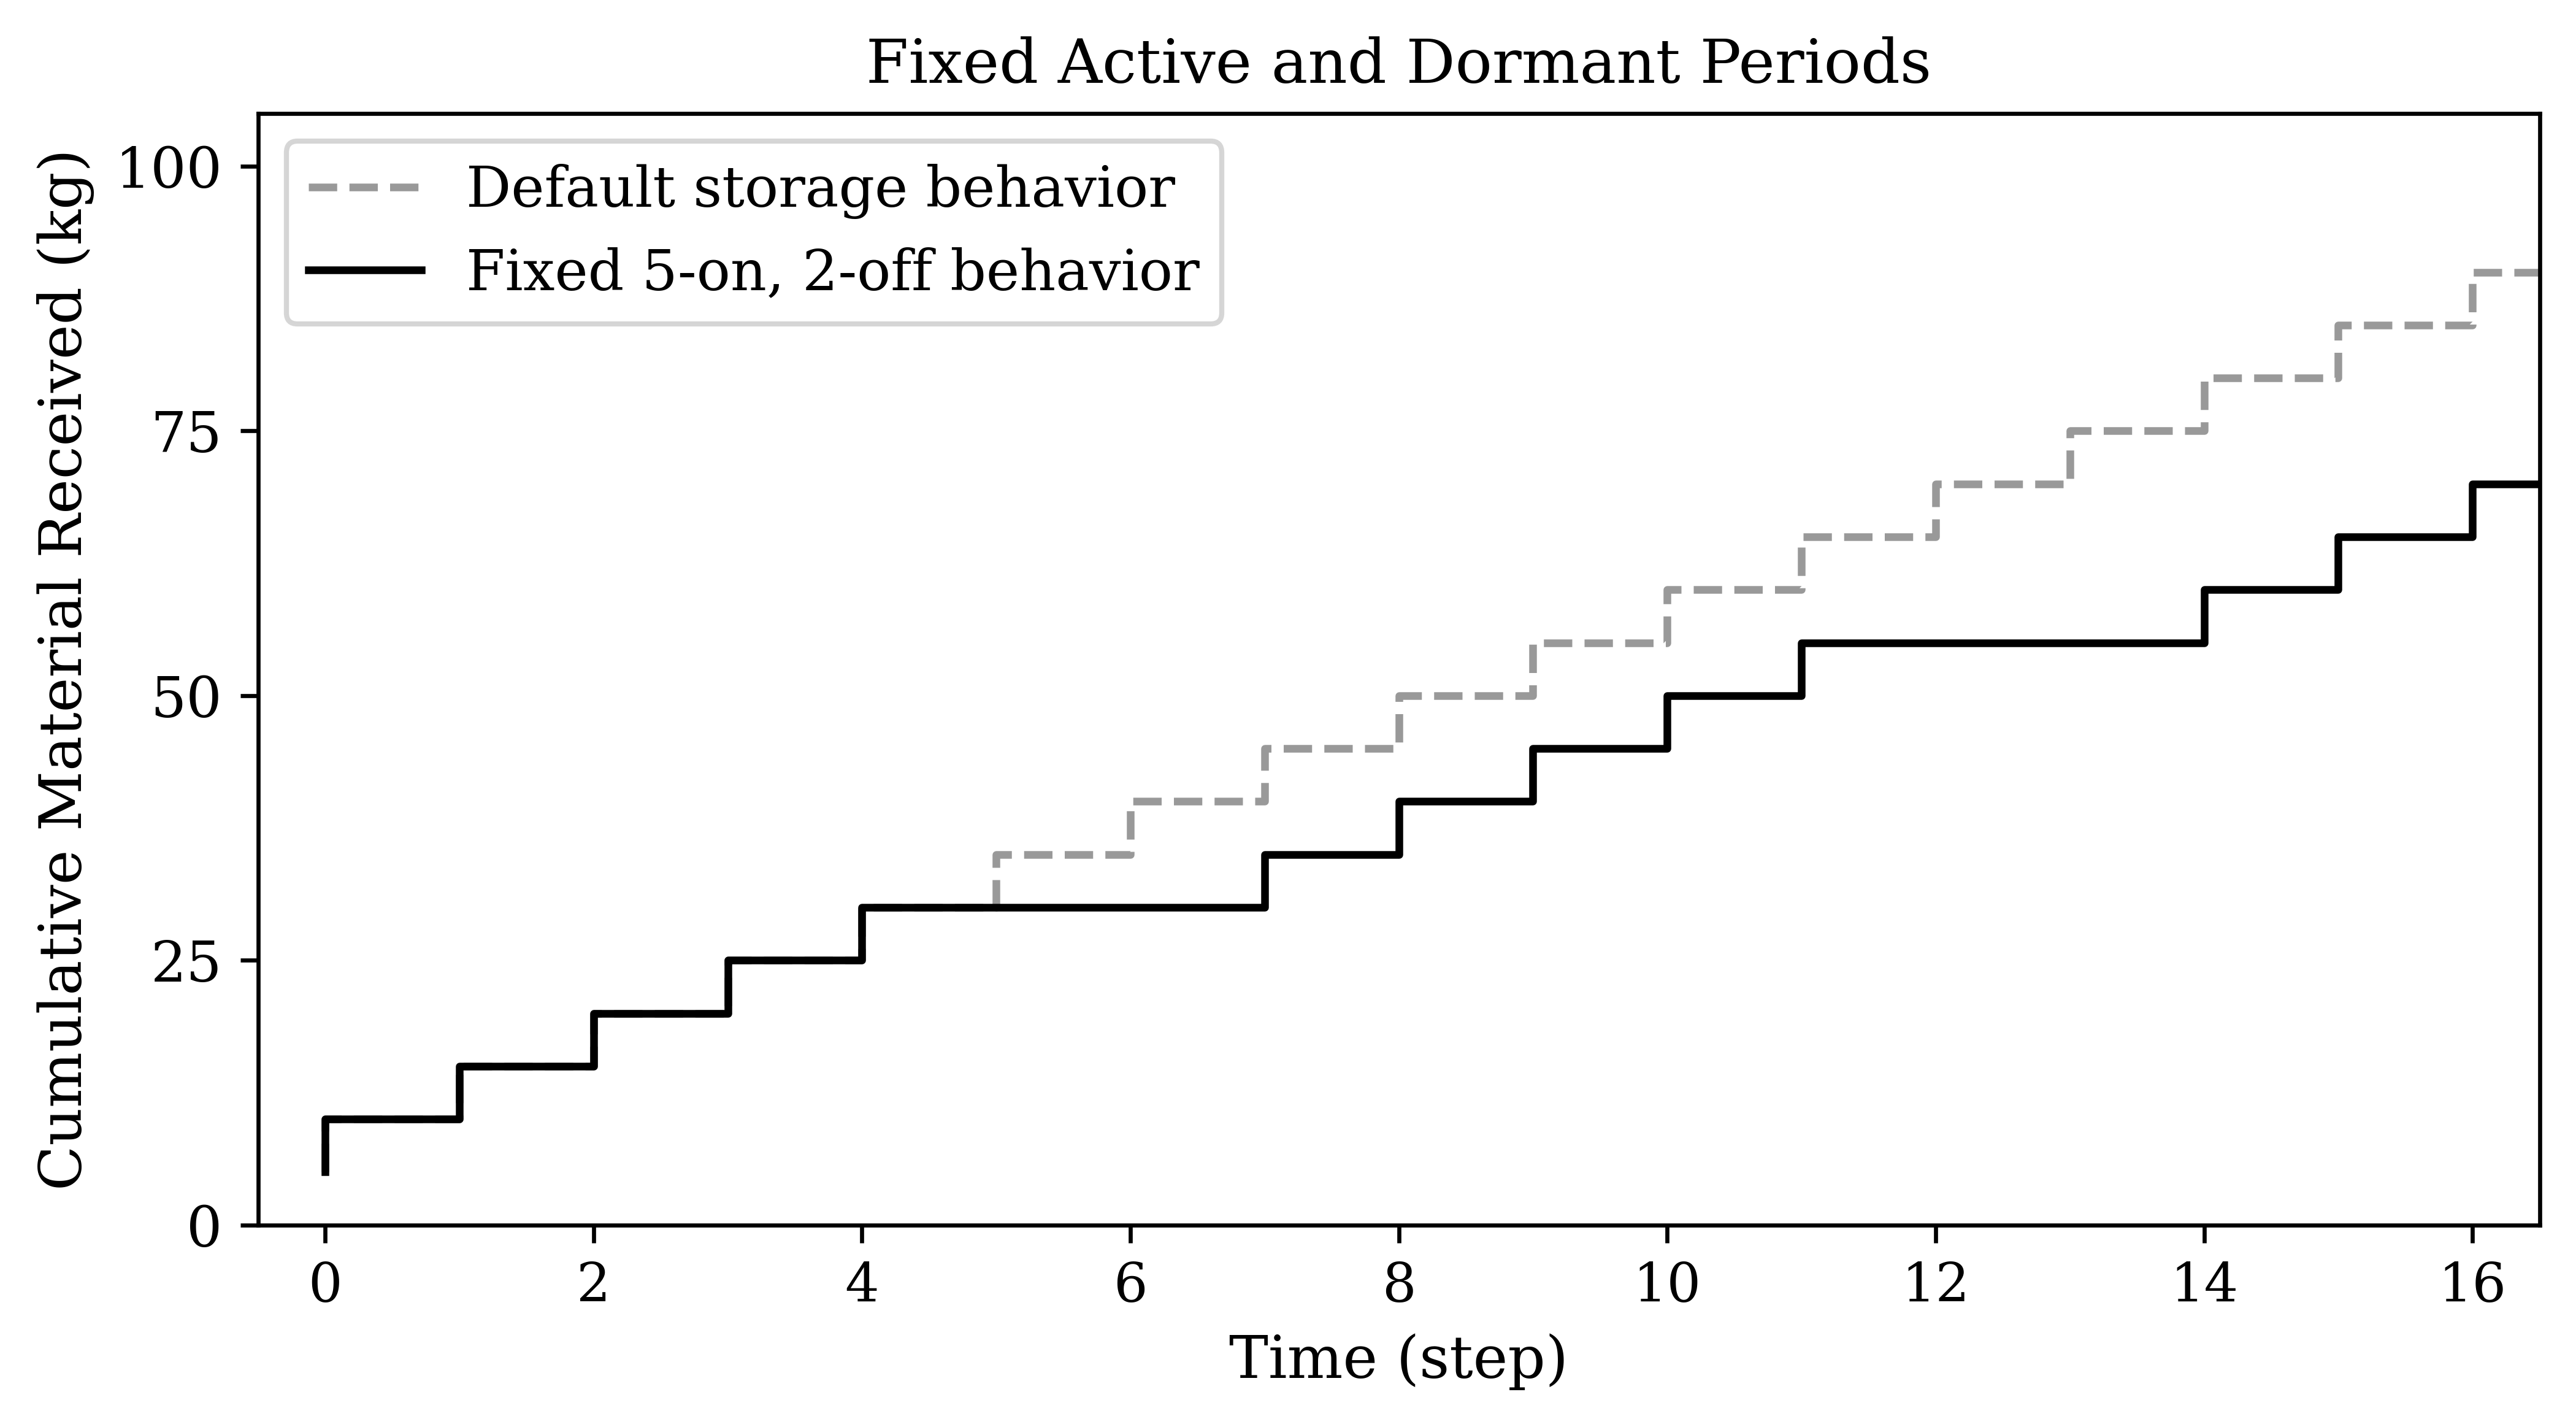 Fixed Active and Dormant Periods
Cumulative Material Received (kg)
100
75
50
25
0
Default storage behavior
Fixed 5-on, 2-off behavior
0 2 4 6 8 10 12 14 16
Time (step)